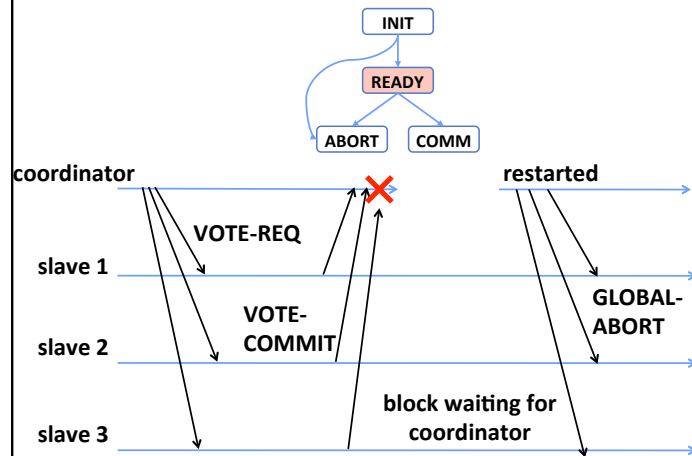 INIT
READY
ABORT
COMM
coordinator
restarted
VOTE-REQ
slave 1
GLOBAL-
ABORT
VOTE-
COMMIT
slave 2
block waiting for
coordinator
slave 3